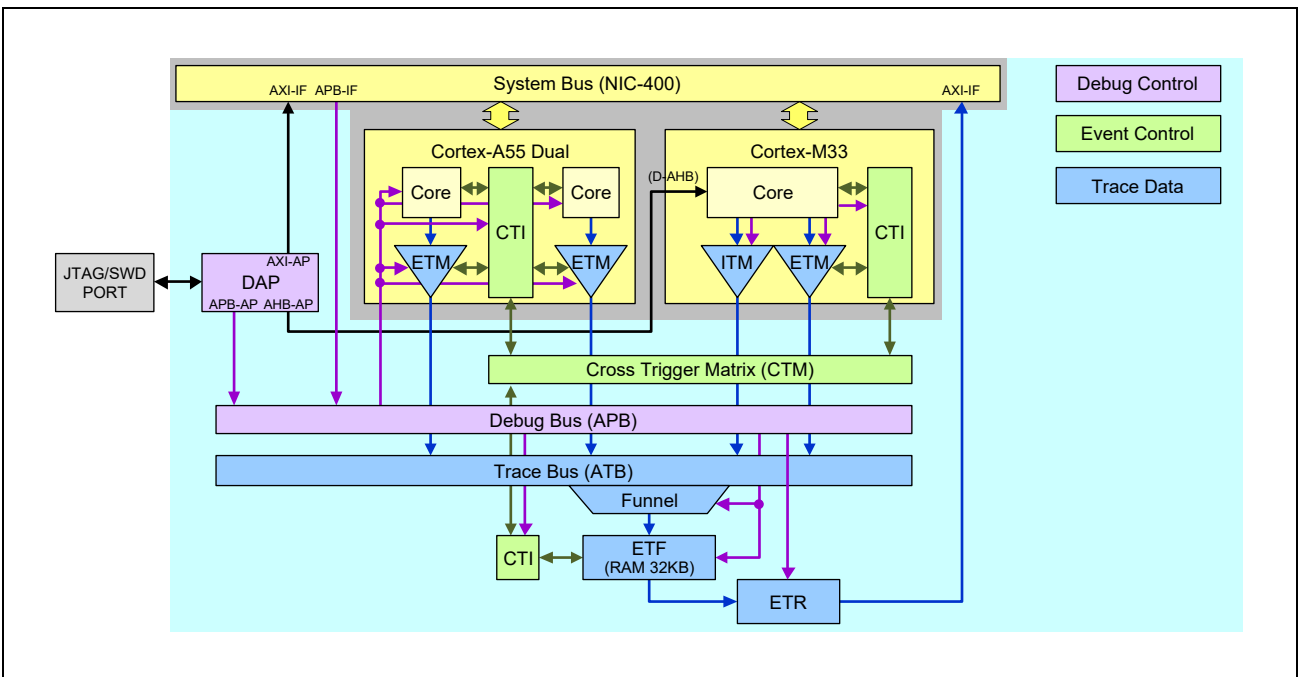 System Bus (NIC-400)
AXI-IF
APB-IF
AXI-IF
Debug Control
Event Control
Trace Data
Cortex-A55 Dual
Cortex-M33
Core
CTI
Core
(D-AHB)
Core
CTI
ETM
ETM
ITM
ETM
JTAG/SWD
PORT
AXI-AP
DAP
APB-AP
AHB-AP
Cross Trigger Matrix (CTM)
Debug Bus (APB)
Trace Bus (ATB)
Funnel
CTI
ETF
(RAM 32KB)
ETR